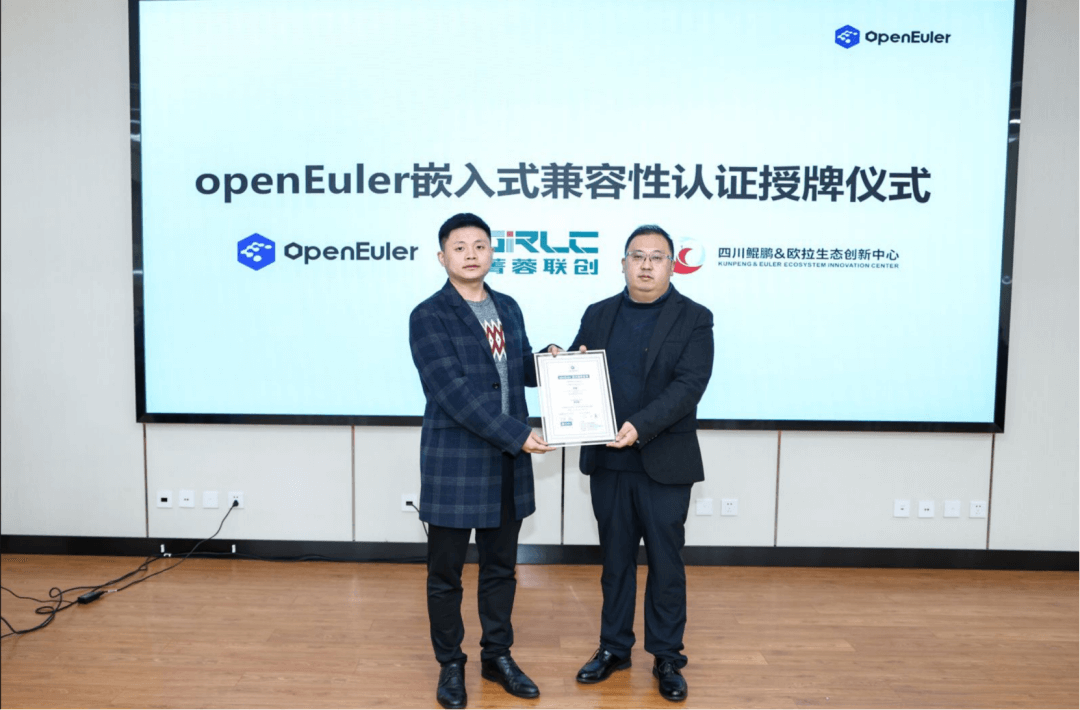 OpenEuler
openEuler嵌入式兼容性认证授牌仪式
OpenEuler
GIRLC
菁蓉联创
四川鲲鹏&欧拉生态创新中心
KUNPENG & EULER ECOSYSTEM INNOVATION CENTER